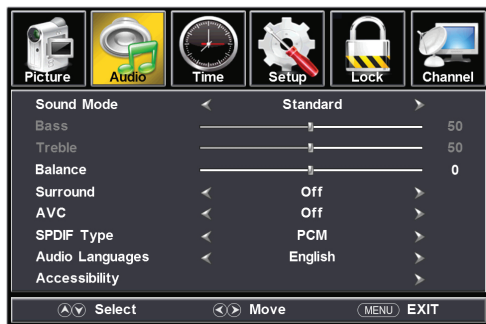 Picture Audio Time Setup Lock Channel
Sound Mode Standard
Bass 50
Treble 50
Balance 0
Surround Off
AVC Off
SPDIF Type PCM
Audio Languages English
Accessibility
Select Move MENU EXIT